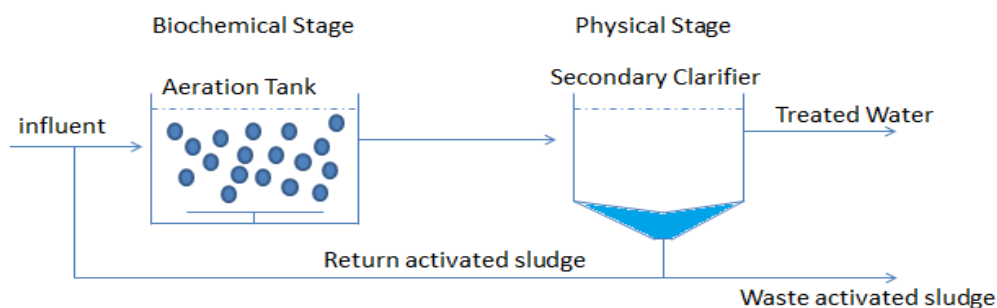 Biochemical Stage
Physical Stage
Aeration Tank
Secondary Clarifier
influent
Treated Water
Return activated sludge
Waste activated sludge